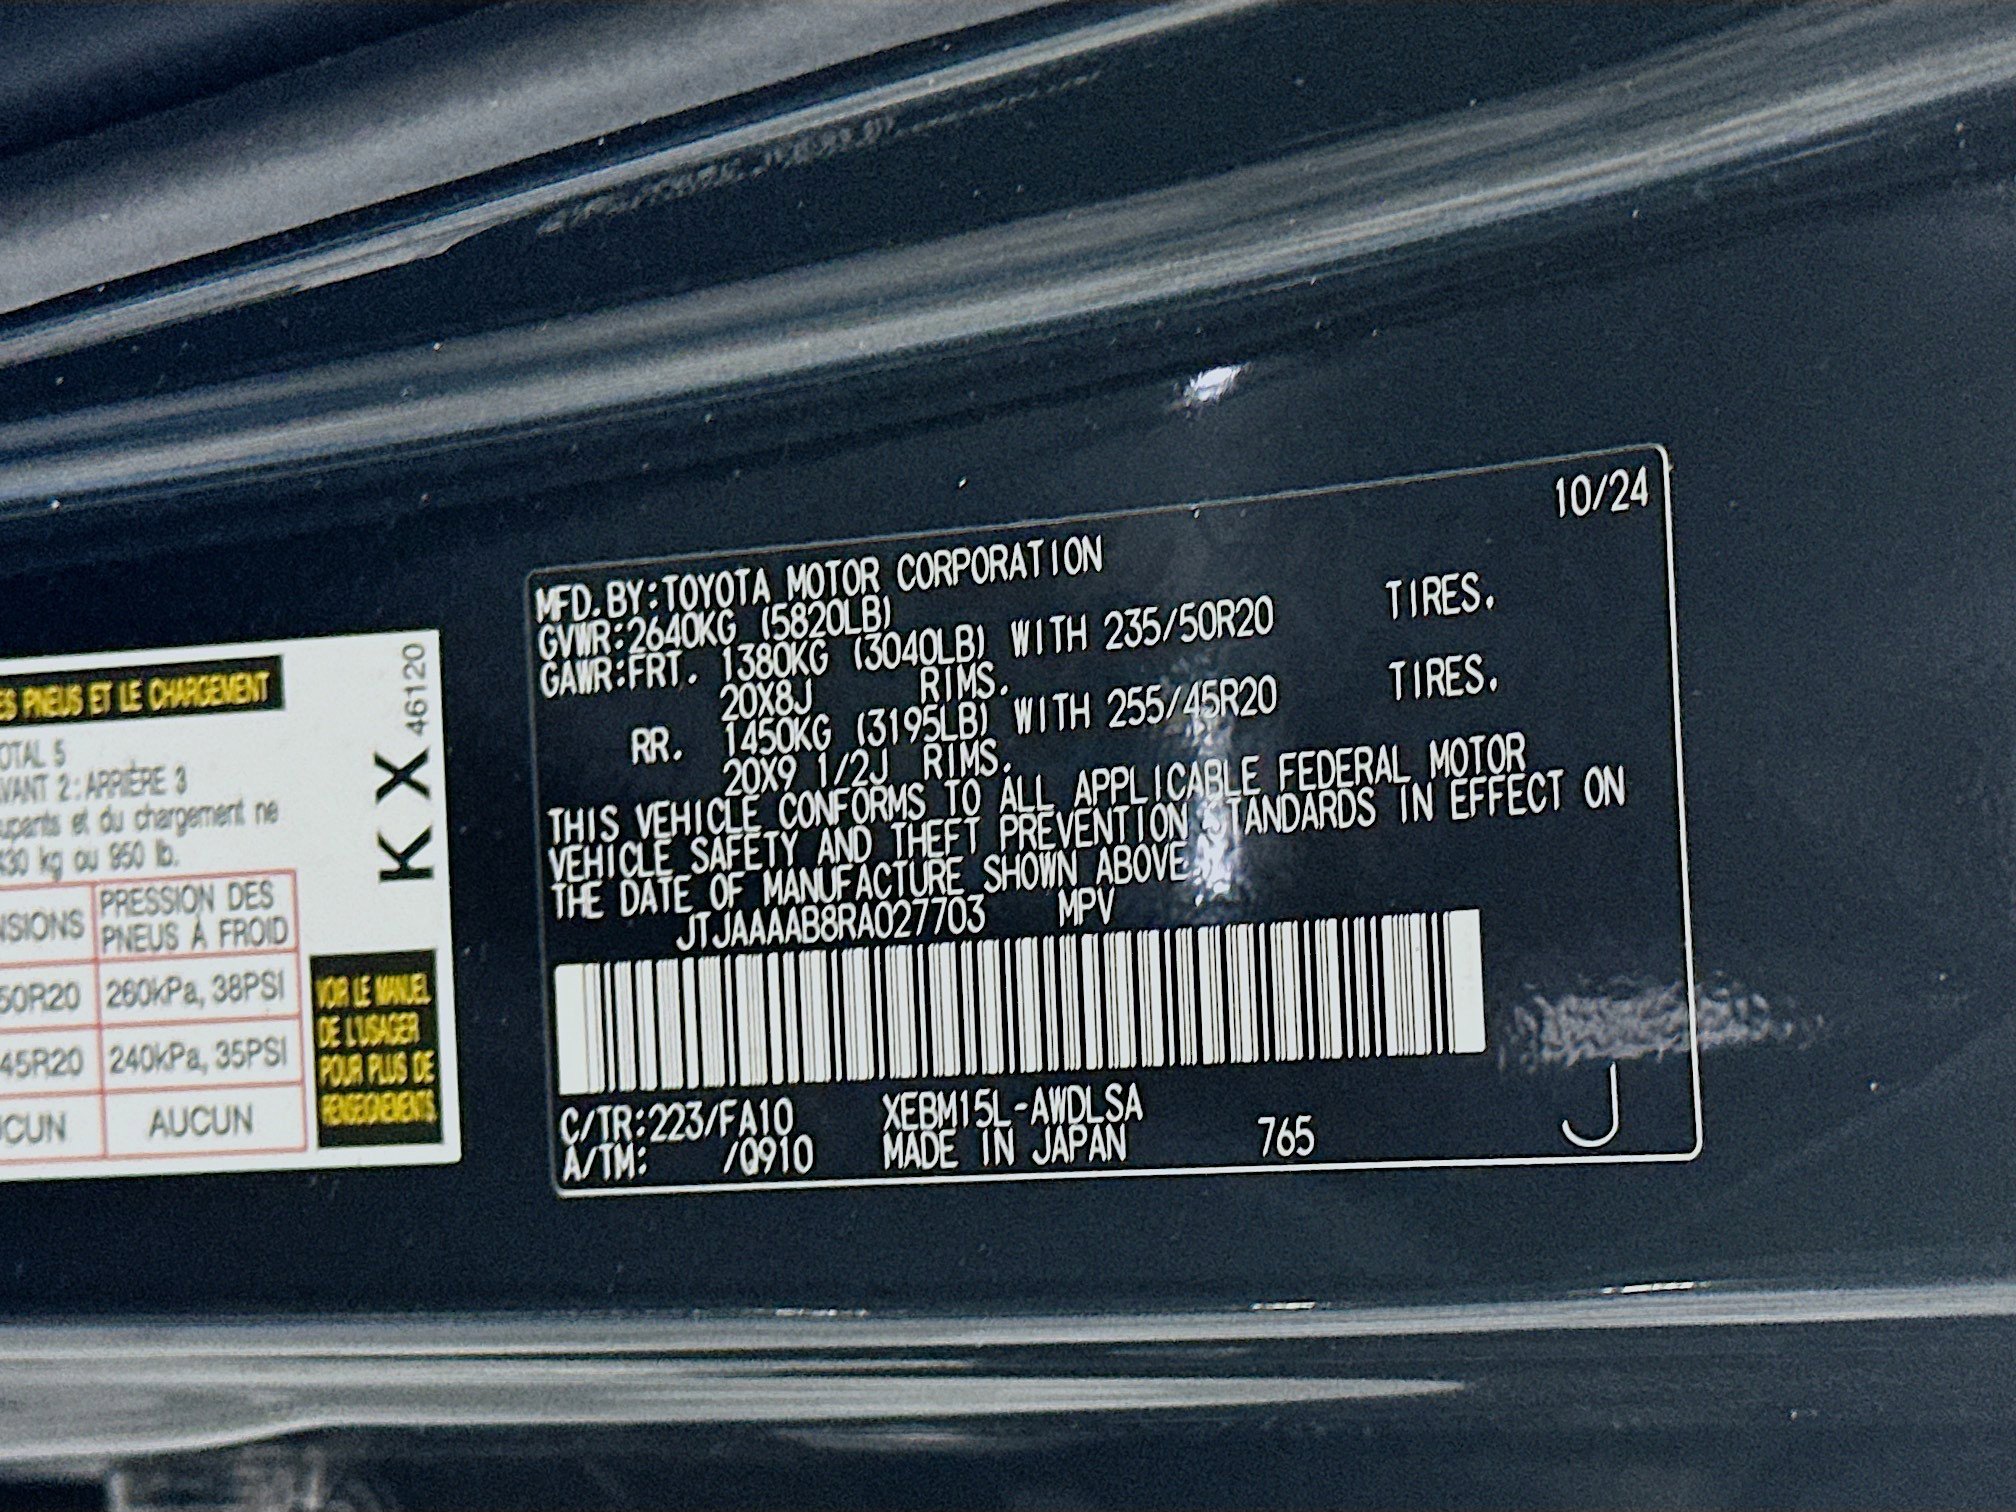 ES PNEUS ET LE CHARGEMENT
OTAL 5
VANT 2: ARRIÈRE 3
upants et du chargement ne
430 kg ou 950 lb.
NSIONS
PRESSION DES
PNEUS À FROID
50R20
260kPa, 38PSI
45R20
240kPa, 35PSI
CUN
AUCUN
KX 46120
VOIR LE MANUEL
DE L'USAGER
POUR PLUS DE
RENSEIGNEMENTS.
10/24
MFD.BY:TOYOTA MOTOR CORPORATION
GVWR:2640KG (5820LB)
GAWR:FRT. 1380KG (3040LB) WITH 235/50R20 TIRES.
20X8J RIMS.
RR. 1450KG (3195LB) WITH 255/45R20 TIRES.
20X9 1/2J RIMS.
THIS VEHICLE CONFORMS TO ALL APPLICABLE FEDERAL MOTOR
VEHICLE SAFETY AND THEFT PREVENTION STANDARDS IN EFFECT ON
THE DATE OF MANUFACTURE SHOWN ABOVE.
JTJAAAAB8RA027703 MPV
C/TR:223/FA10 XEBM15L-AWDLSA
A/TM: /Q910 MADE IN JAPAN 765 J